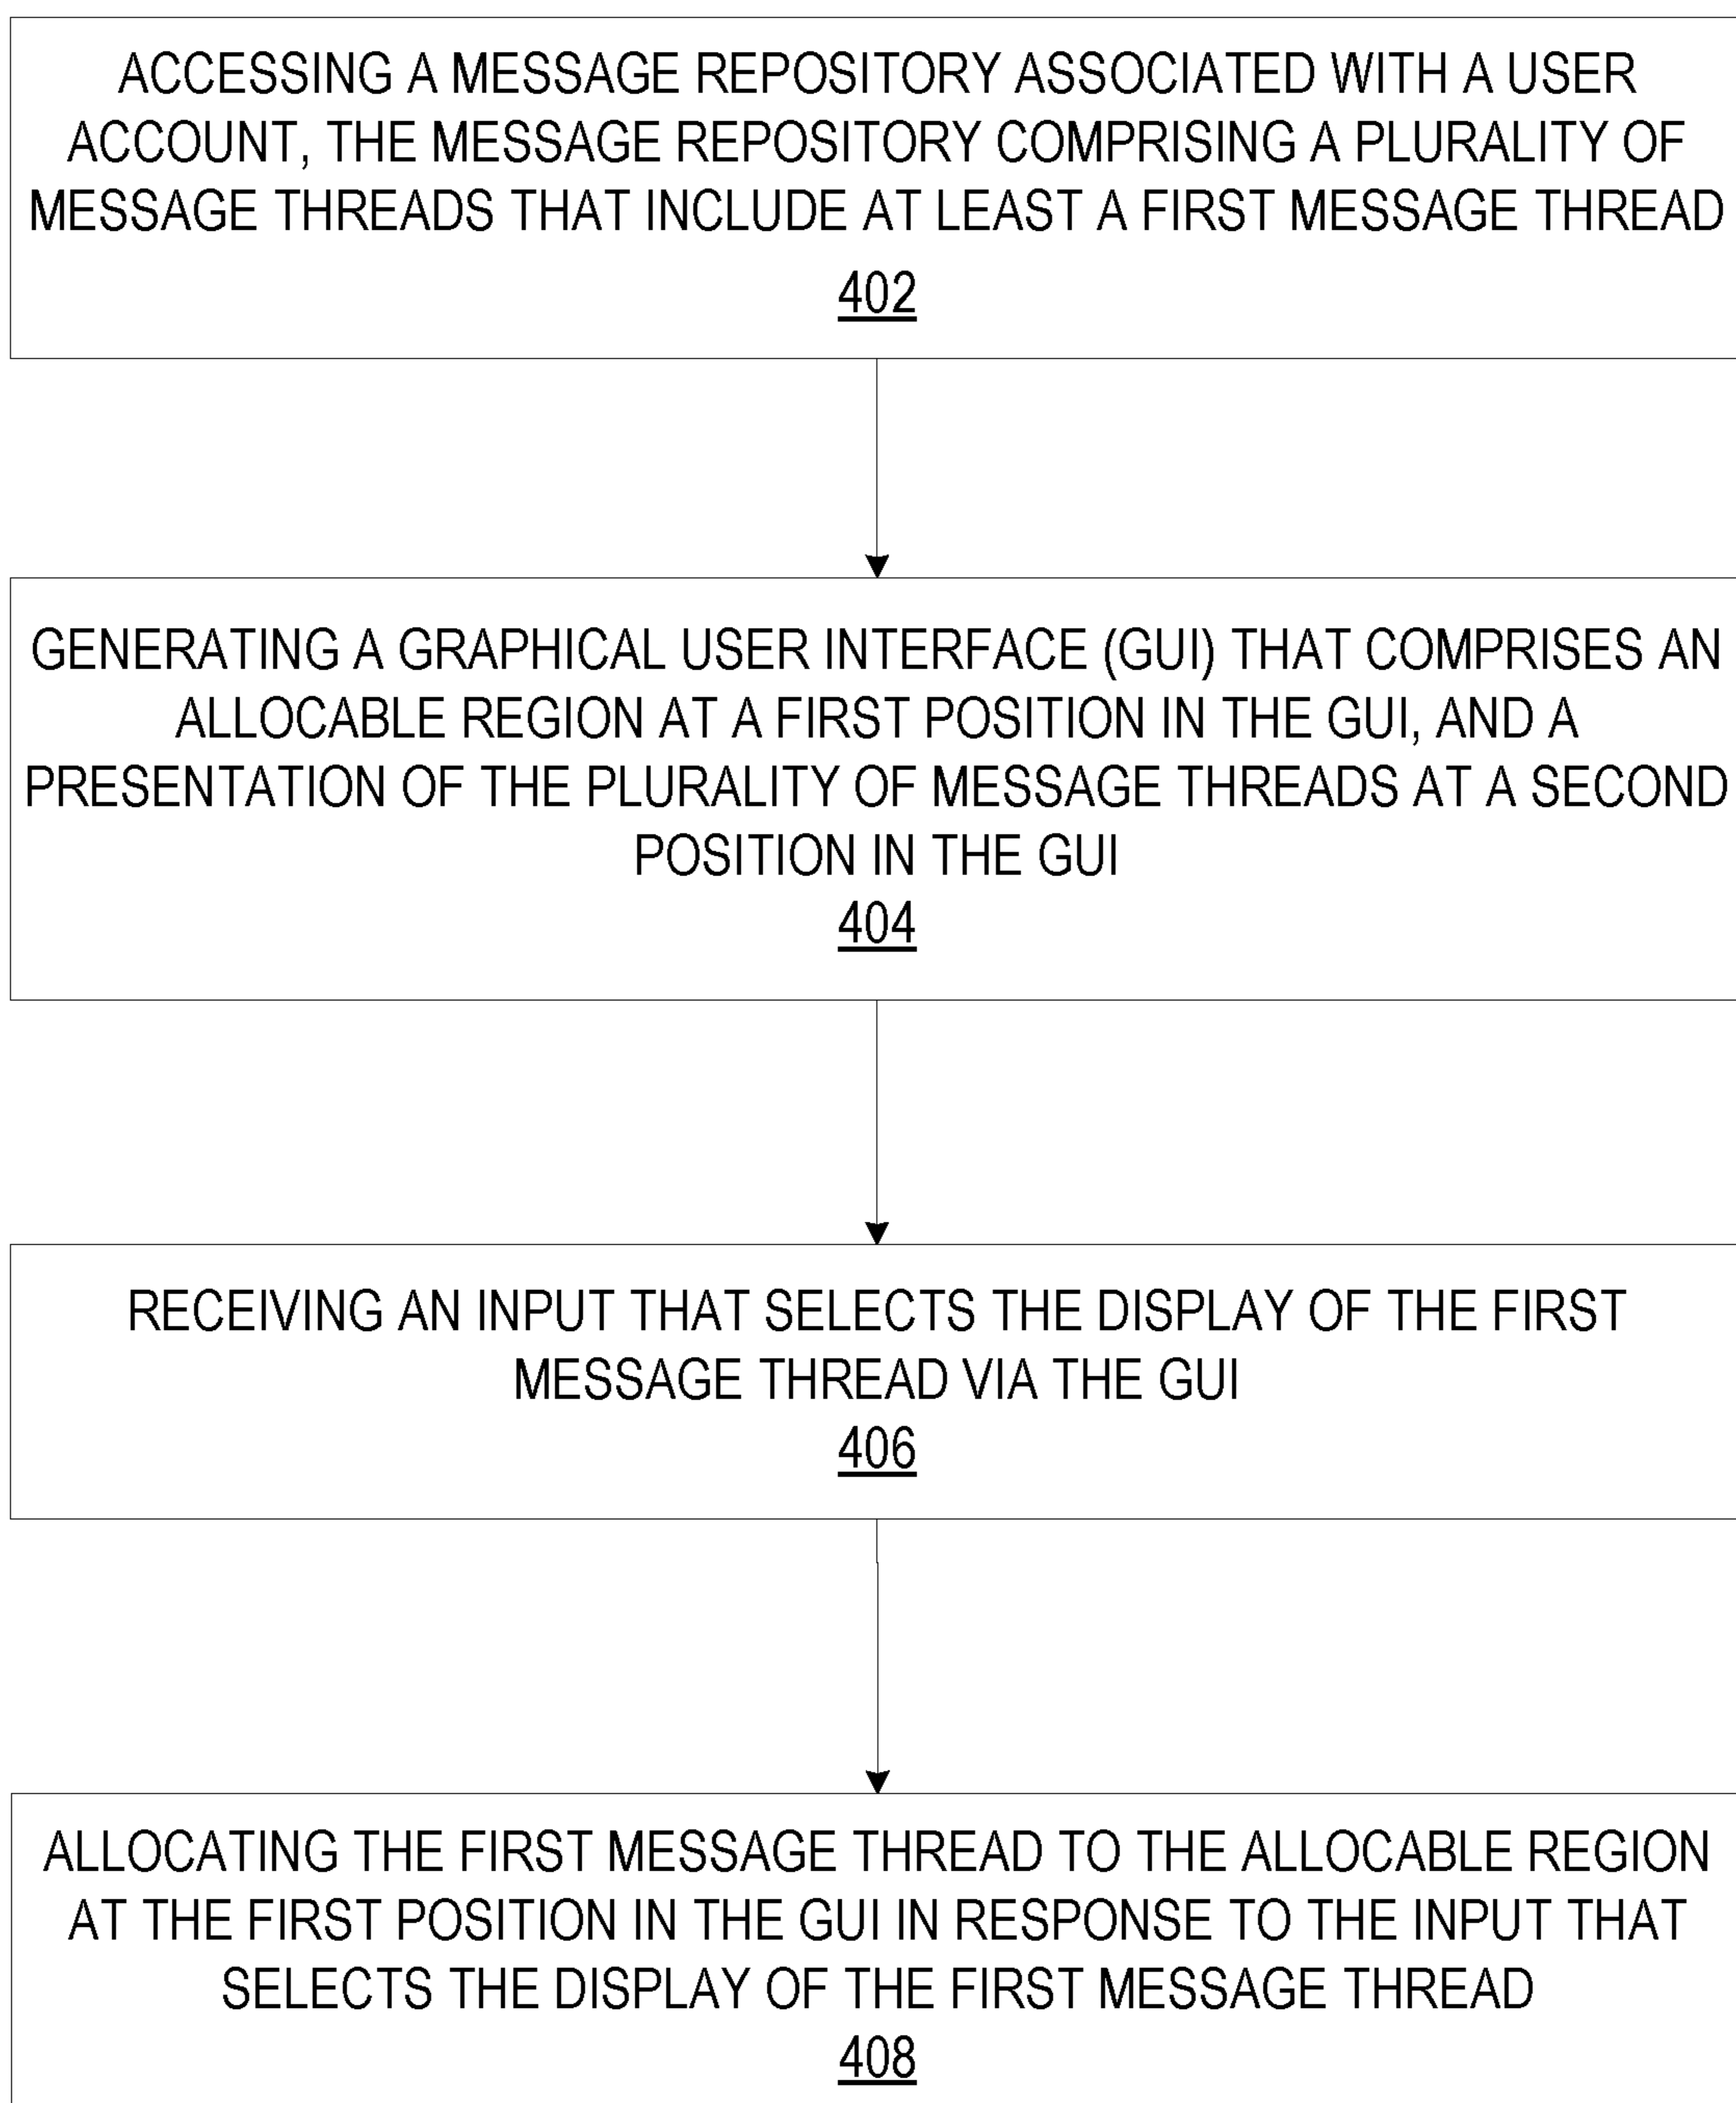 ACCESSING A MESSAGE REPOSITORY ASSOCIATED WITH A USER
ACCOUNT, THE MESSAGE REPOSITORY COMPRISING A PLURALITY OF
MESSAGE THREADS THAT INCLUDE AT LEAST A FIRST MESSAGE THREAD
402
GENERATING A GRAPHICAL USER INTERFACE (GUI) THAT COMPRISES AN
ALLOCABLE REGION AT A FIRST POSITION IN THE GUI, AND A
PRESENTATION OF THE PLURALITY OF MESSAGE THREADS AT A SECOND
POSITION IN THE GUI
404
RECEIVING AN INPUT THAT SELECTS THE DISPLAY OF THE FIRST
MESSAGE THREAD VIA THE GUI
406
ALLOCATING THE FIRST MESSAGE THREAD TO THE ALLOCABLE REGION
AT THE FIRST POSITION IN THE GUI IN RESPONSE TO THE INPUT THAT
SELECTS THE DISPLAY OF THE FIRST MESSAGE THREAD
408